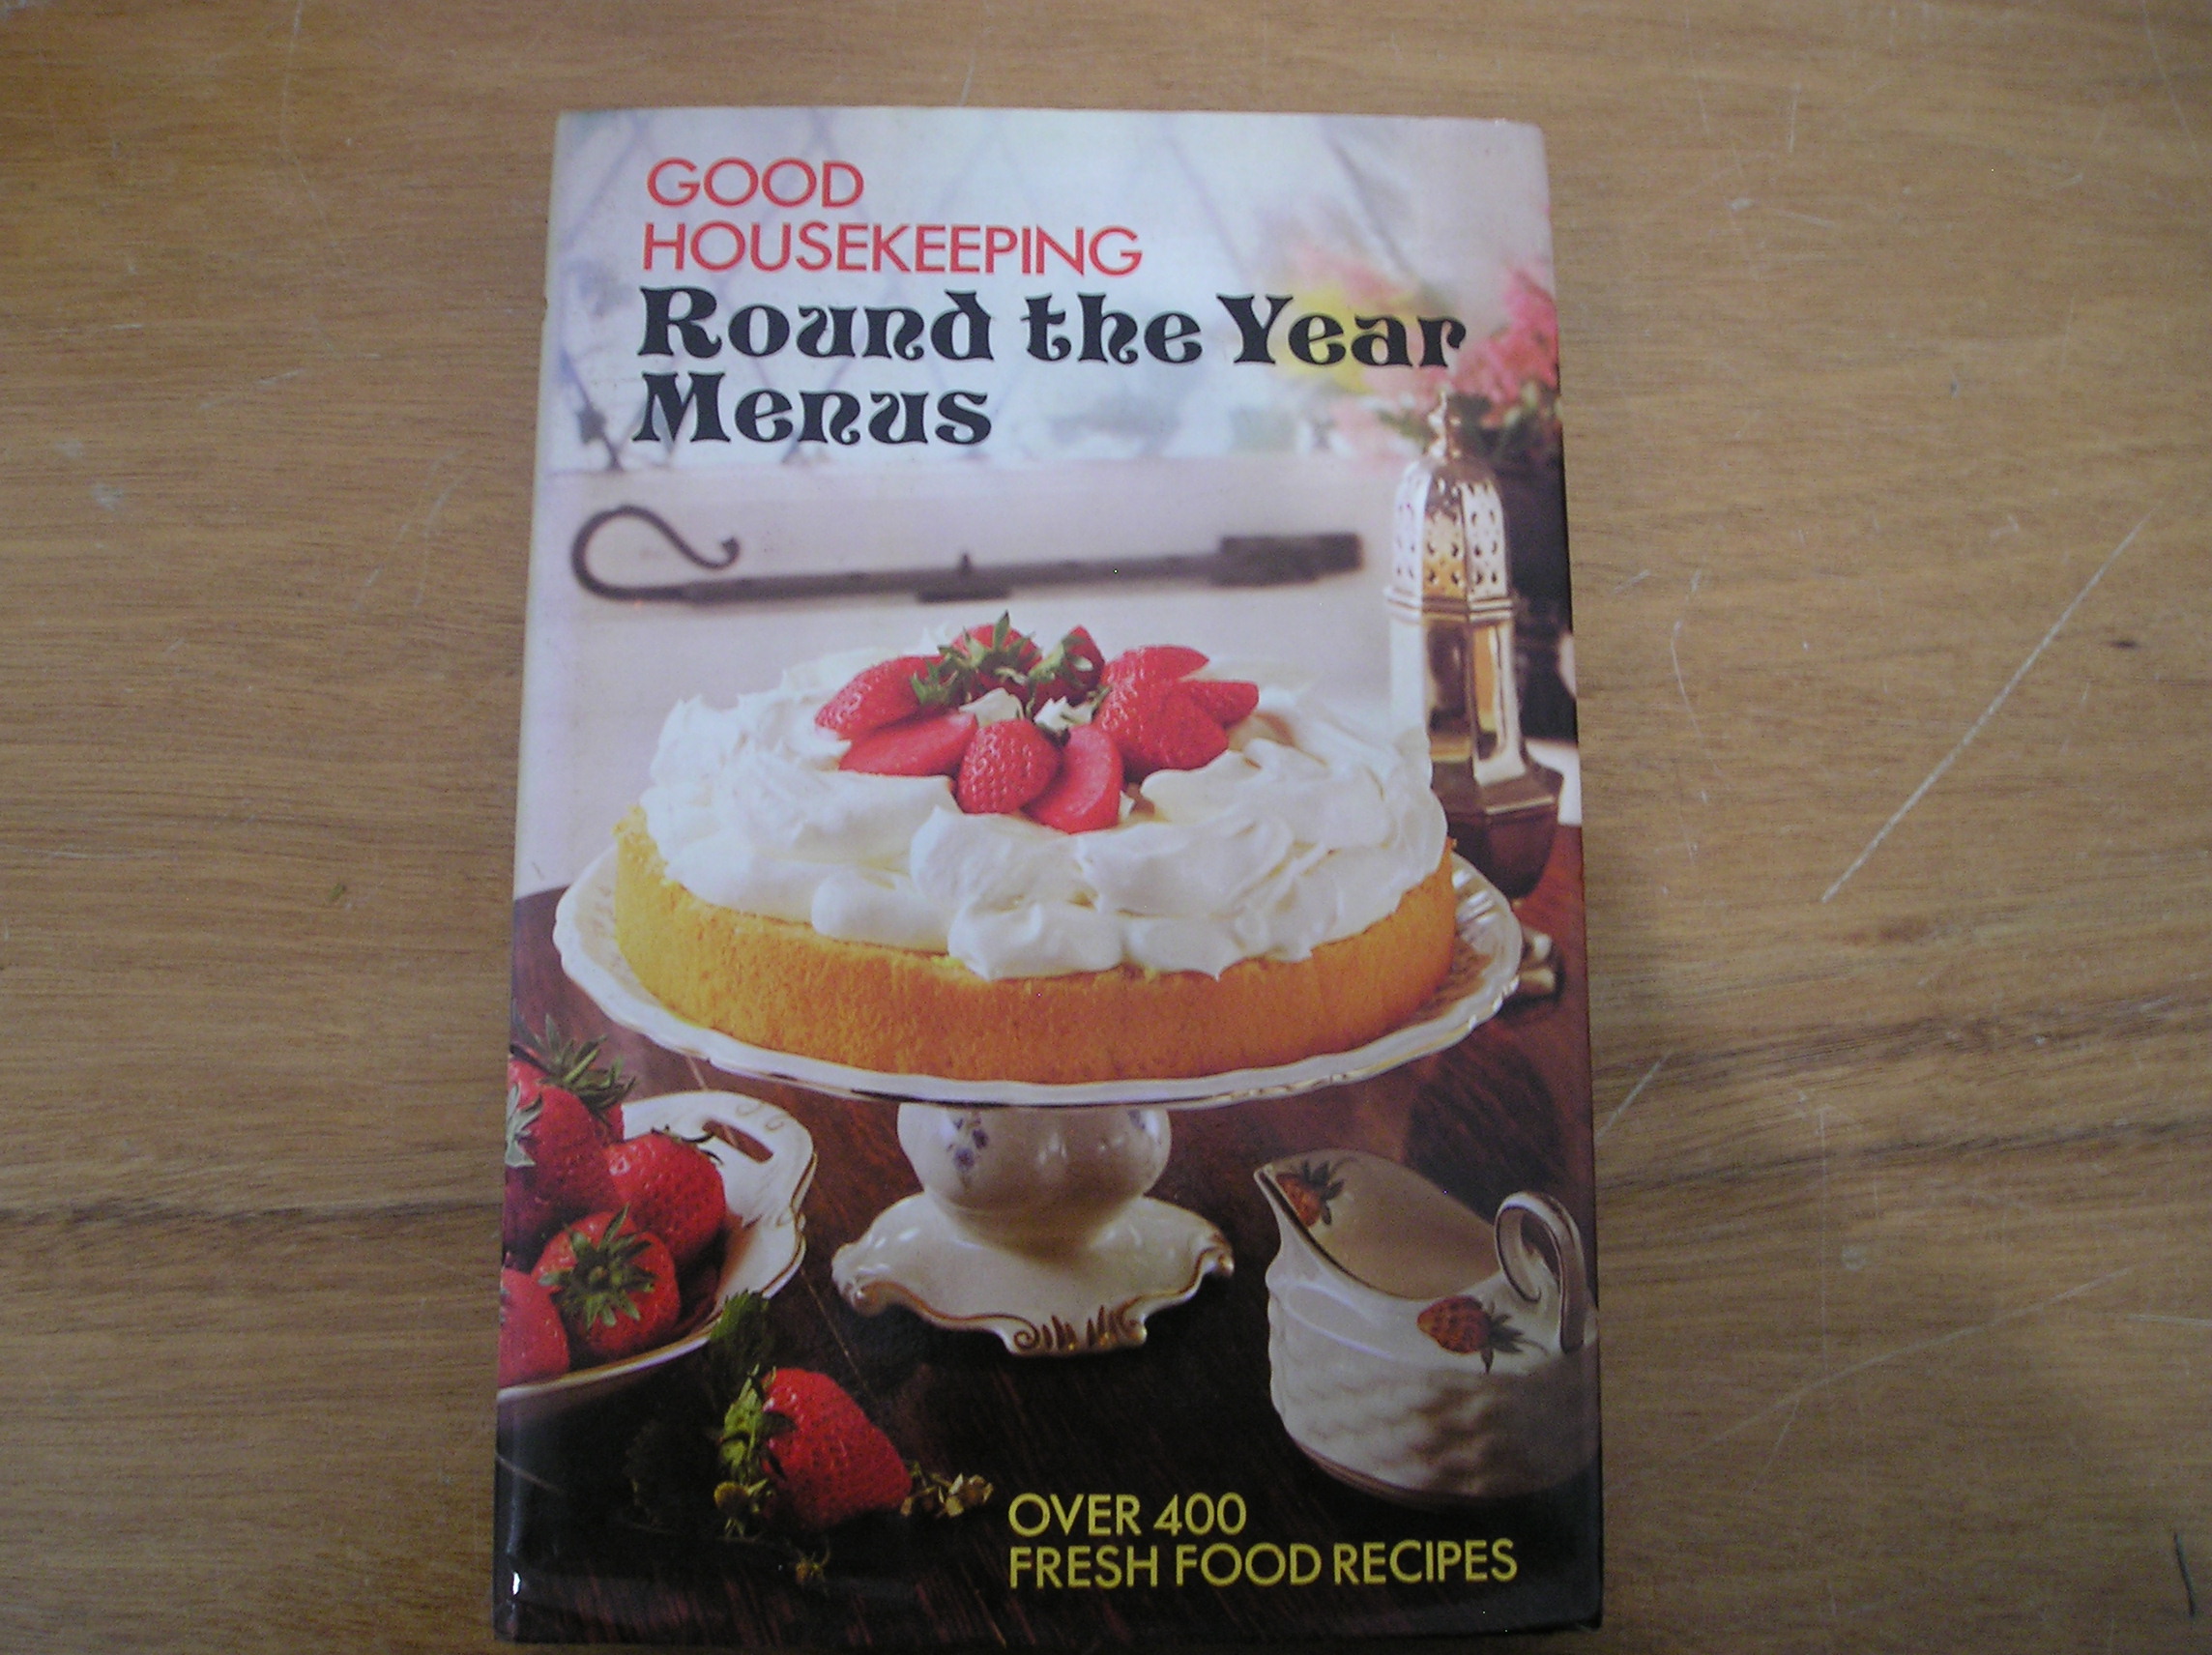 GOOD
HOUSEKEEPING
Round the Year
Menus
OVER 400
FRESH FOOD RECIPES